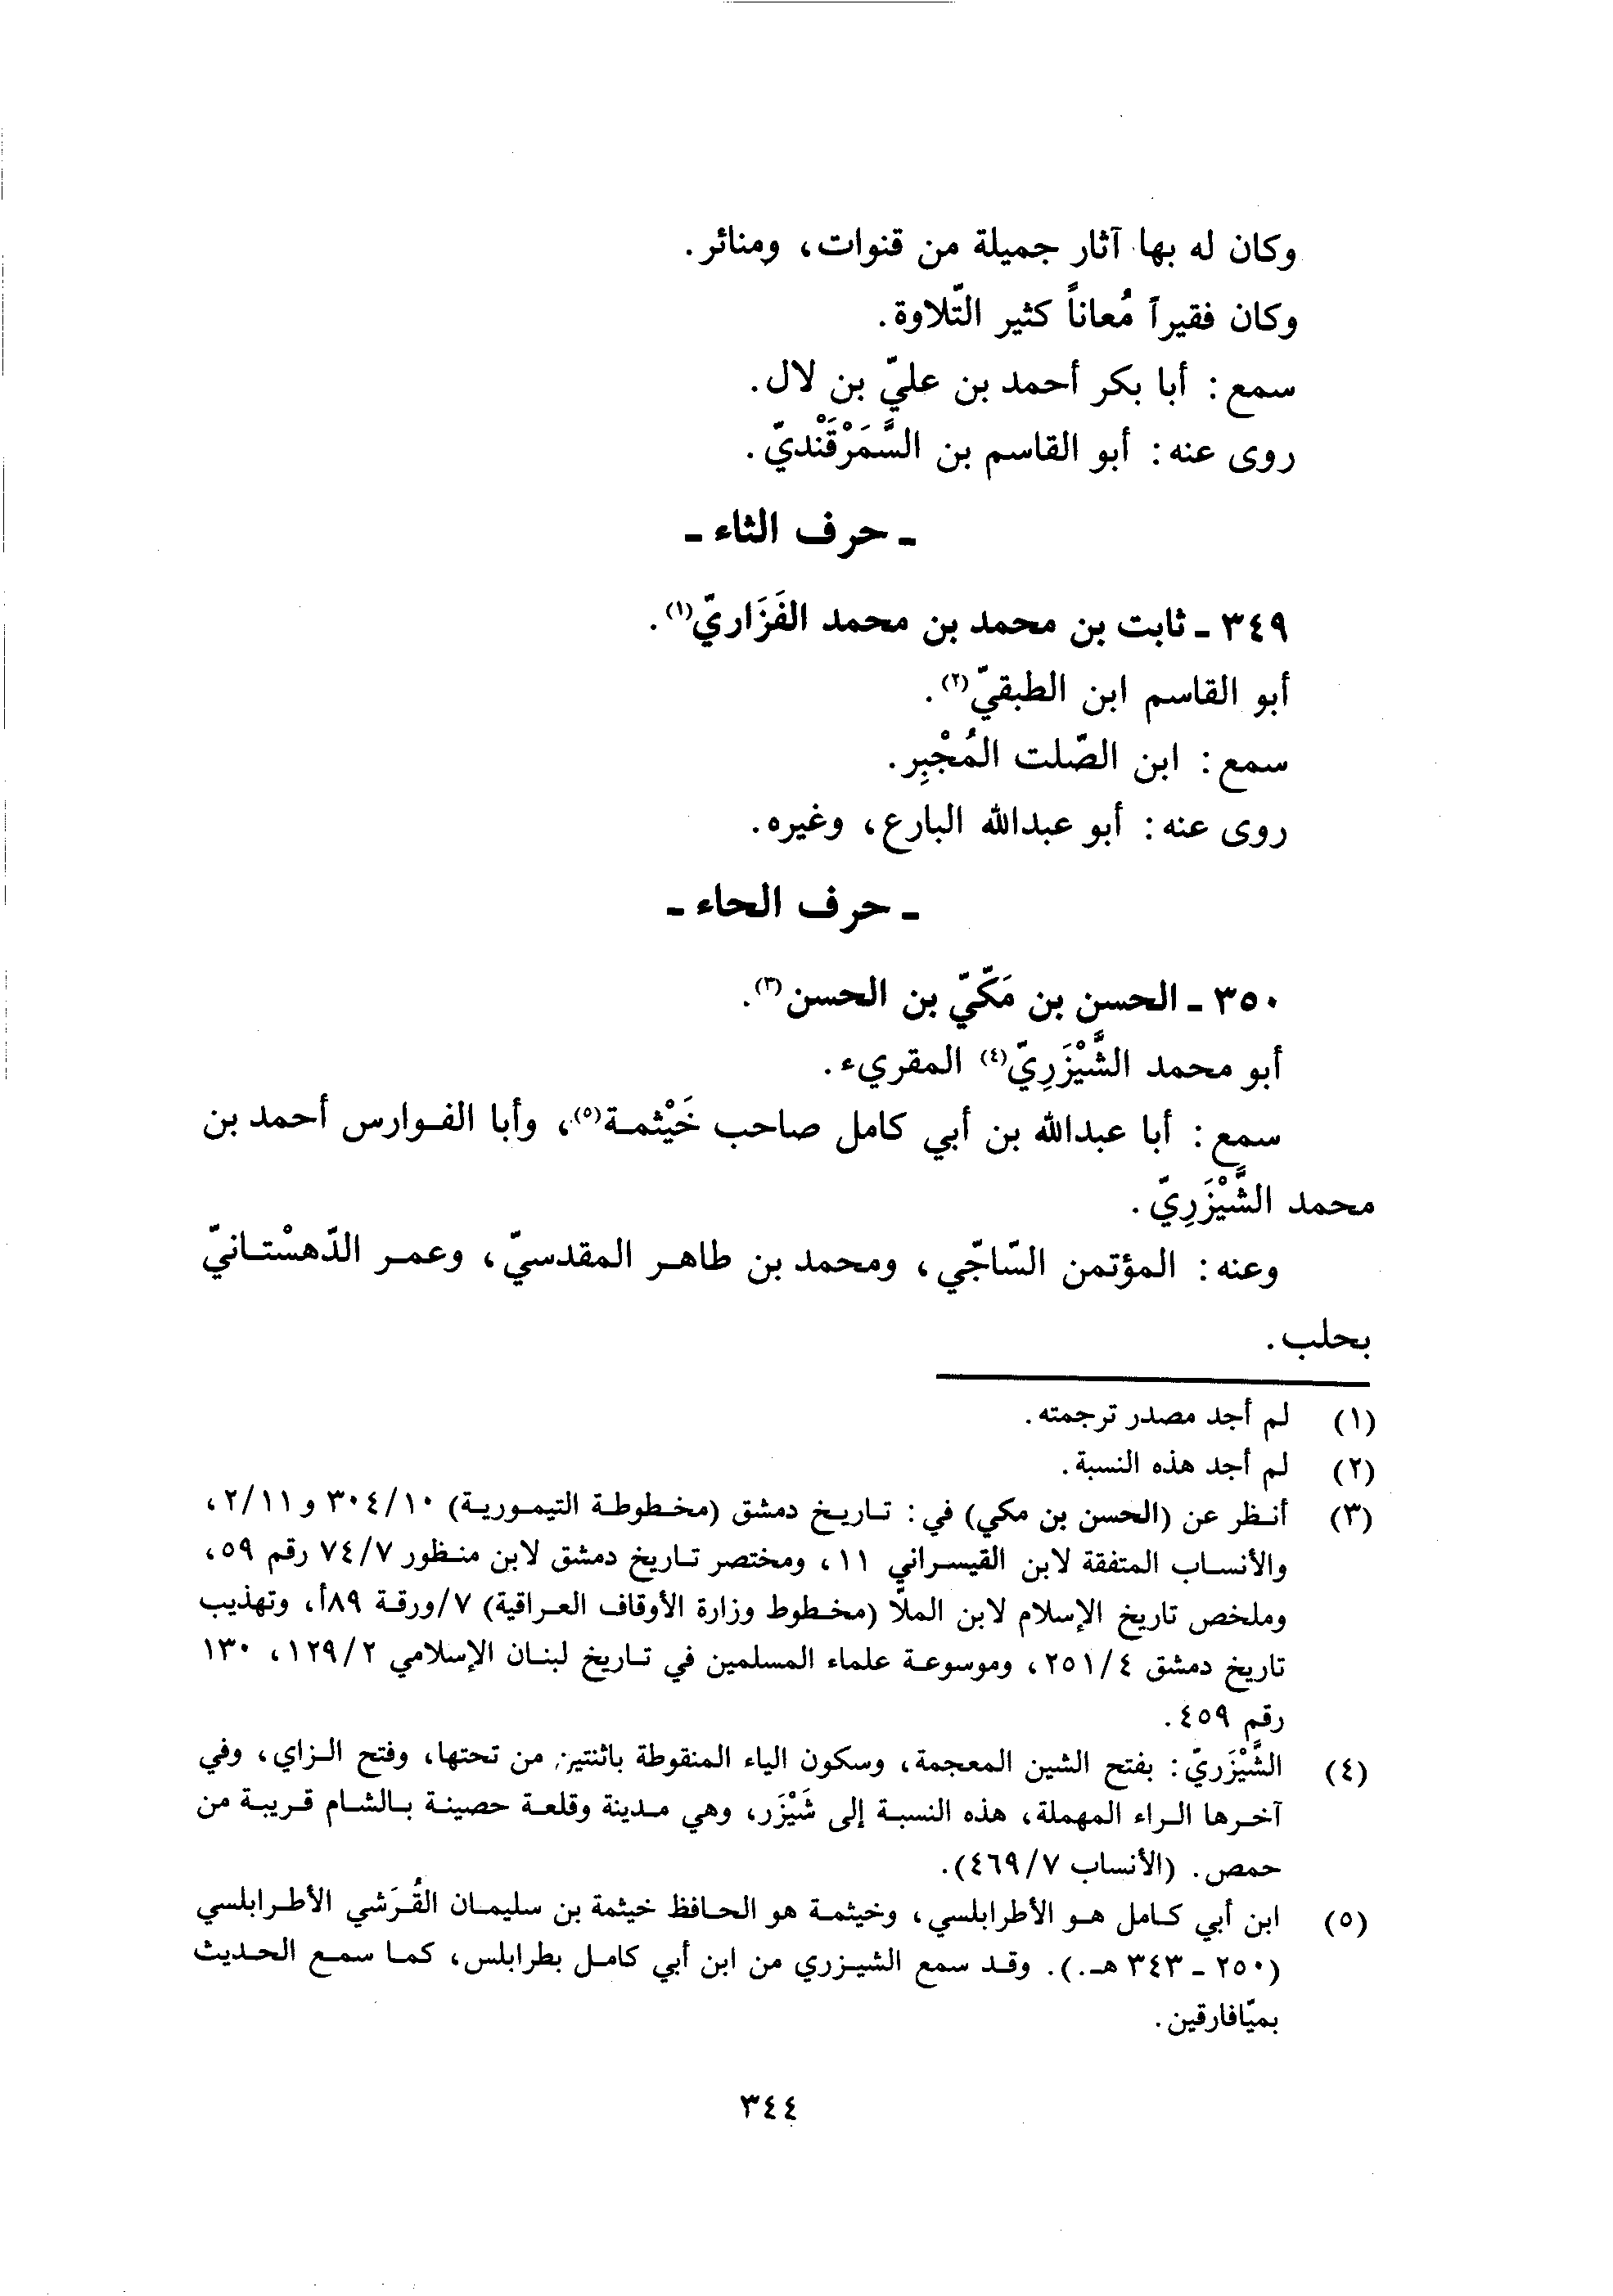 وكان له بها آثار جميلة من قنوات، ومنائر.
وكان فقيراً مُعاناً كثير التّلاوة.
سمع: أبا بكر أحمد بن عليّ بن لال.
روى عنه: أبو القاسم بن السَّمَرْقَنْديّ.
- حرف الثاء -
٣٤٩ - ثابت بن محمد بن محمد الفَزَاريّ(١).
أبو القاسم ابن الطبقيّ(٢).
سمع: ابن الصّلت المُجْبِر.
روى عنه: أبو عبدالله البارع، وغيره.
- حرف الحاء -
٣٥٠ - الحسن بن مَكّيّ بن الحسن(٣).
أبو محمد الشَّيْزَرِيّ(٤) المقريء.
سمع: أبا عبدالله بن أبي كامل صاحب خَيْثمة(٥)، وأبا الفوارس أحمد بن
محمد الشَّيْزَرِيّ.
وعنه: المؤتمن السّاجّي، ومحمد بن طاهر المقدسيّ، وعمر الدّهسْتانيّ
بحلب.
(١) لم أجد مصدر ترجمته.
(٢) لم أجد هذه النسبة.
(٣) أنظر عن (الحسن بن مكي) في: تاريخ دمشق (مخطوطة التيمورية) ٣٠٤/١٠ و ٢/١١،
والأنساب المتفقة لابن القيسراني ١١، ومختصر تاريخ دمشق لابن منظور ٧٤/٧ رقم ٥٩،
وملخص تاريخ الإسلام لابن الملّا (مخطوط وزارة الأوقاف العراقية) ٧/ورقة ٨٩أ، وتهذيب
تاريخ دمشق ٢٥١/٤، وموسوعة علماء المسلمين في تاريخ لبنان الإسلامي ١٢٩/٢، ١٣٠
رقم ٤٥٩.
(٤) الشَّيْزَريّ: بفتح الشين المعجمة، وسكون الياء المنقوطة باثنتين من تحتها، وفتح الزاي، وفي
آخرها الراء المهملة، هذه النسبة إلى شَيْزَر، وهي مدينة وقلعة حصينة بالشام قريبة من
حمص. (الأنساب ٤٦٩/٧).
(٥) ابن أبي كامل هو الأطرابلسي، وخيثمة هو الحافظ خيثمة بن سليمان القُرَشي الأطرابلسي
(٢٥٠ - ٣٤٣ هـ.). وقد سمع الشيزري من ابن أبي كامل بطرابلس، كما سمع الحديث
بميّافارقين.
٣٤٤